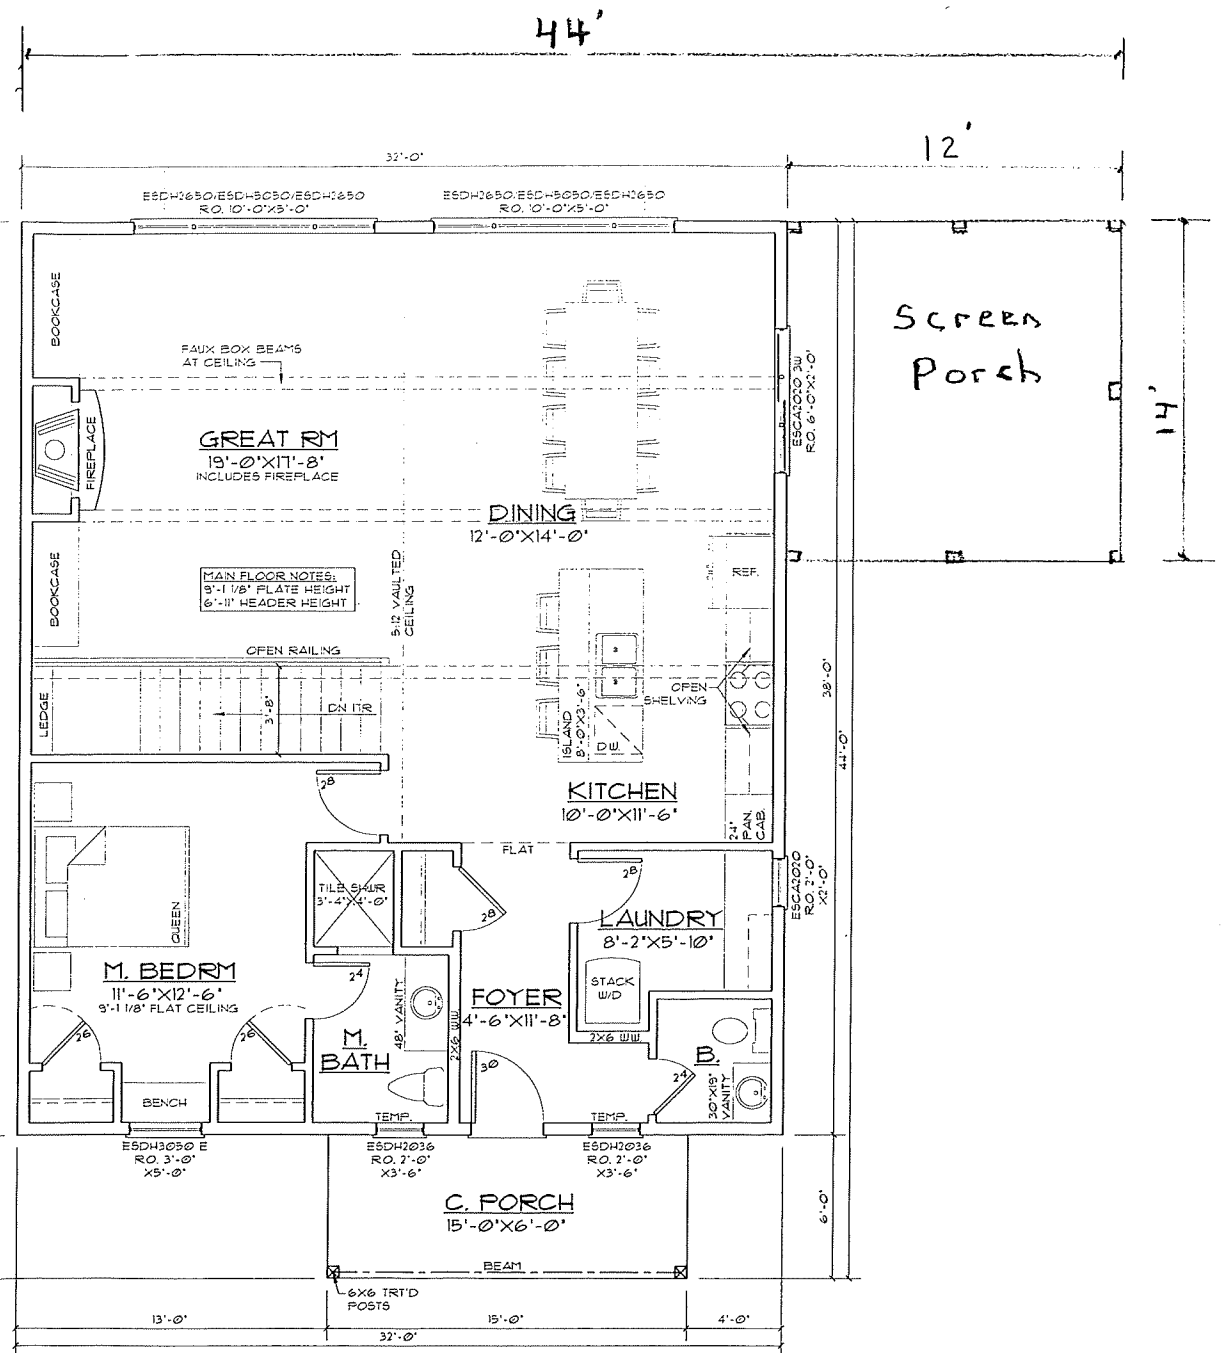 44'
12'
32'-0"
ESDH2650/ESDH5050/ESDH2650
R.O. 10'-0"X5'-0"
ESDH2650/ESDH5050/ESDH2650
R.O. 10'-0"X5'-0"
BOOKCASE
FAUX BOX BEAMS
AT CEILING
Screen
Porch
14'
ESCA2020 3W
R.O. 6'-0"X2'-0"
FIREPLACE
GREAT RM
19'-0"X17'-8"
INCLUDES FIREPLACE
DINING
12'-0"X14'-0"
BOOKCASE
MAIN FLOOR NOTES:
9'-1 1/8" PLATE HEIGHT
6'-11" HEADER HEIGHT
5:12 VAULTED
CEILING
REF.
OPEN RAILING
LEDGE
3'-8"
DN 17R
OPEN
SHELVING
ISLAND
8'-0"X3'-6"
D.W.
38'-0"
44'-0"
KITCHEN
10'-0"X11'-6"
24"
PAN.
CAB.
28
FLAT
TILE SHWR
3'-4"X4'-0"
28
28
ESCA2020
R.O. 2'-0"
X2'-0"
QUEEN
LAUNDRY
8'-2"X5'-10"
M. BEDRM
11'-6"X12'-6"
9'-1 1/8" FLAT CEILING
24
STACK
W/D
48" VANITY
FOYER
4'-6"X11'-8"
26
26
M.
BATH
2X6 WW
2X6 WW.
30
B.
24
30"X19"
VANITY
BENCH
TEMP.
TEMP.
ESDH3050 E
R.O. 3'-0"
X5'-0"
ESDH2036
R.O. 2'-0"
X3'-6"
ESDH2036
R.O. 2'-0"
X3'-6"
C. PORCH
15'-0"X6'-0"
6'-0"
BEAM
6X6 TRT'D
POSTS
13'-0"
15'-0"
4'-0"
32'-0"